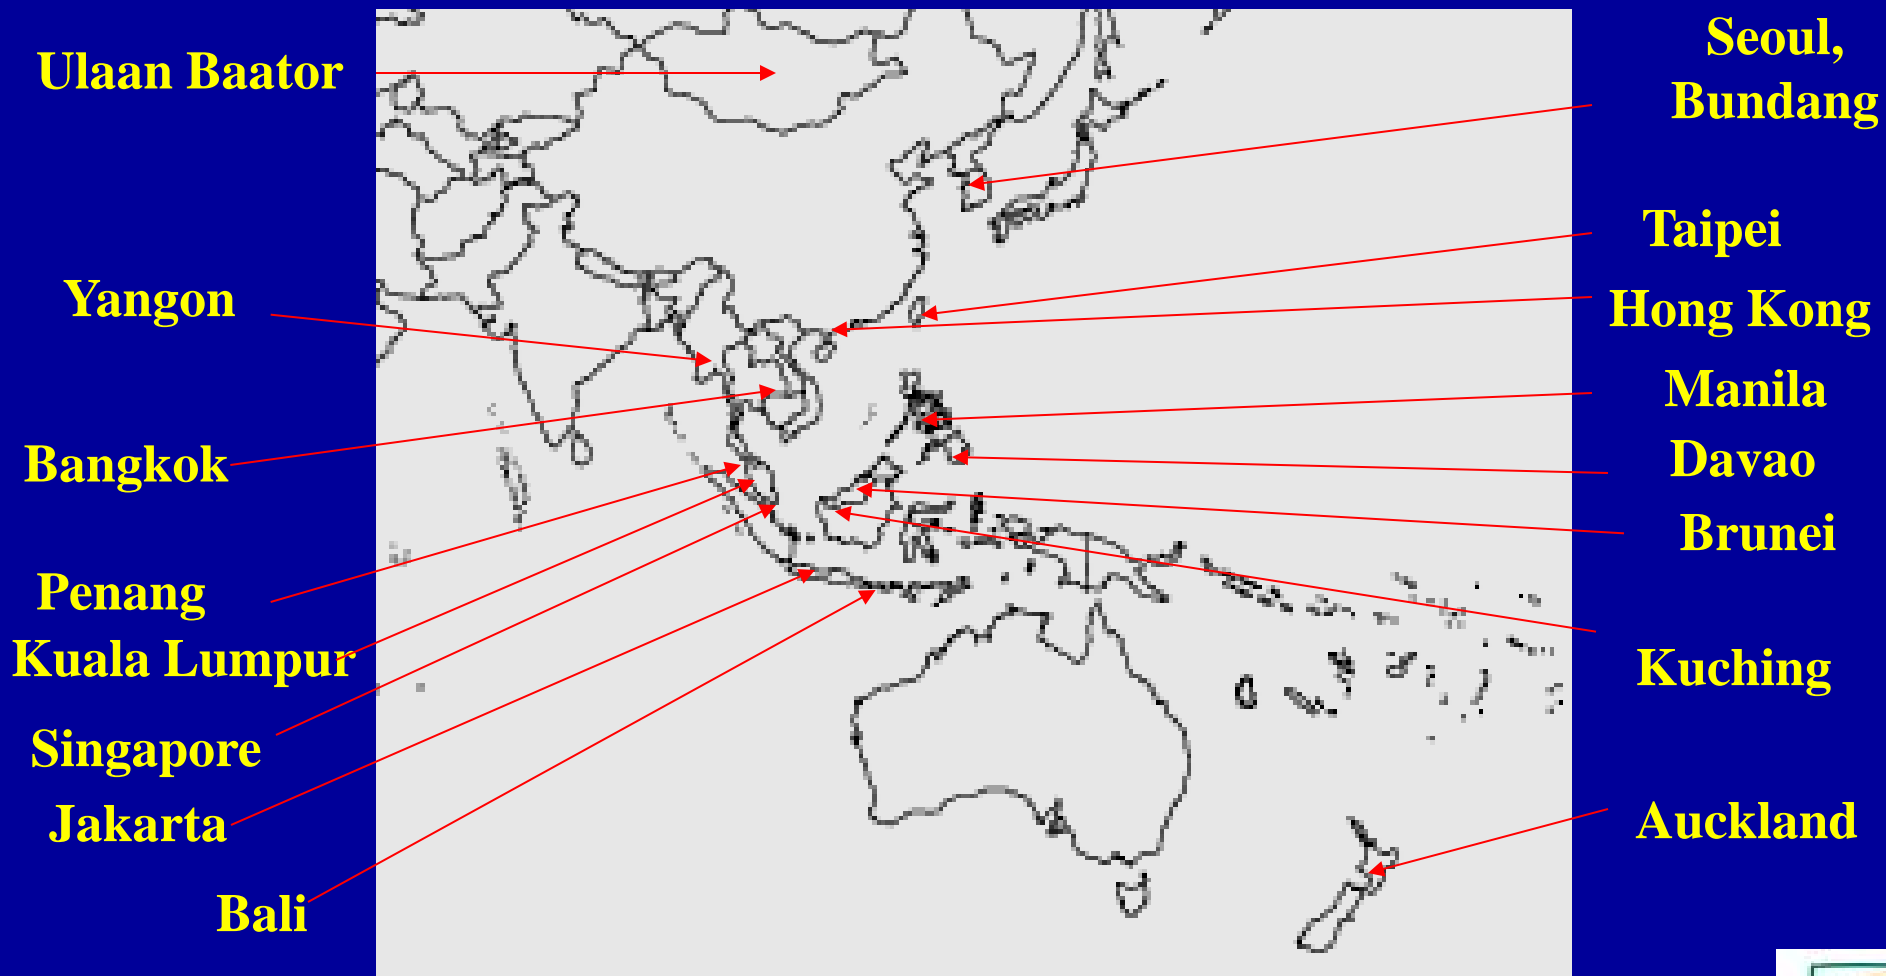 Ulaan Baator
Yangon
Bangkok
Penang
Kuala Lumpur
Singapore
Jakarta
Bali
Seoul,
Bundang
Taipei
Hong Kong
Manila
Davao
Brunei
Kuching
Auckland